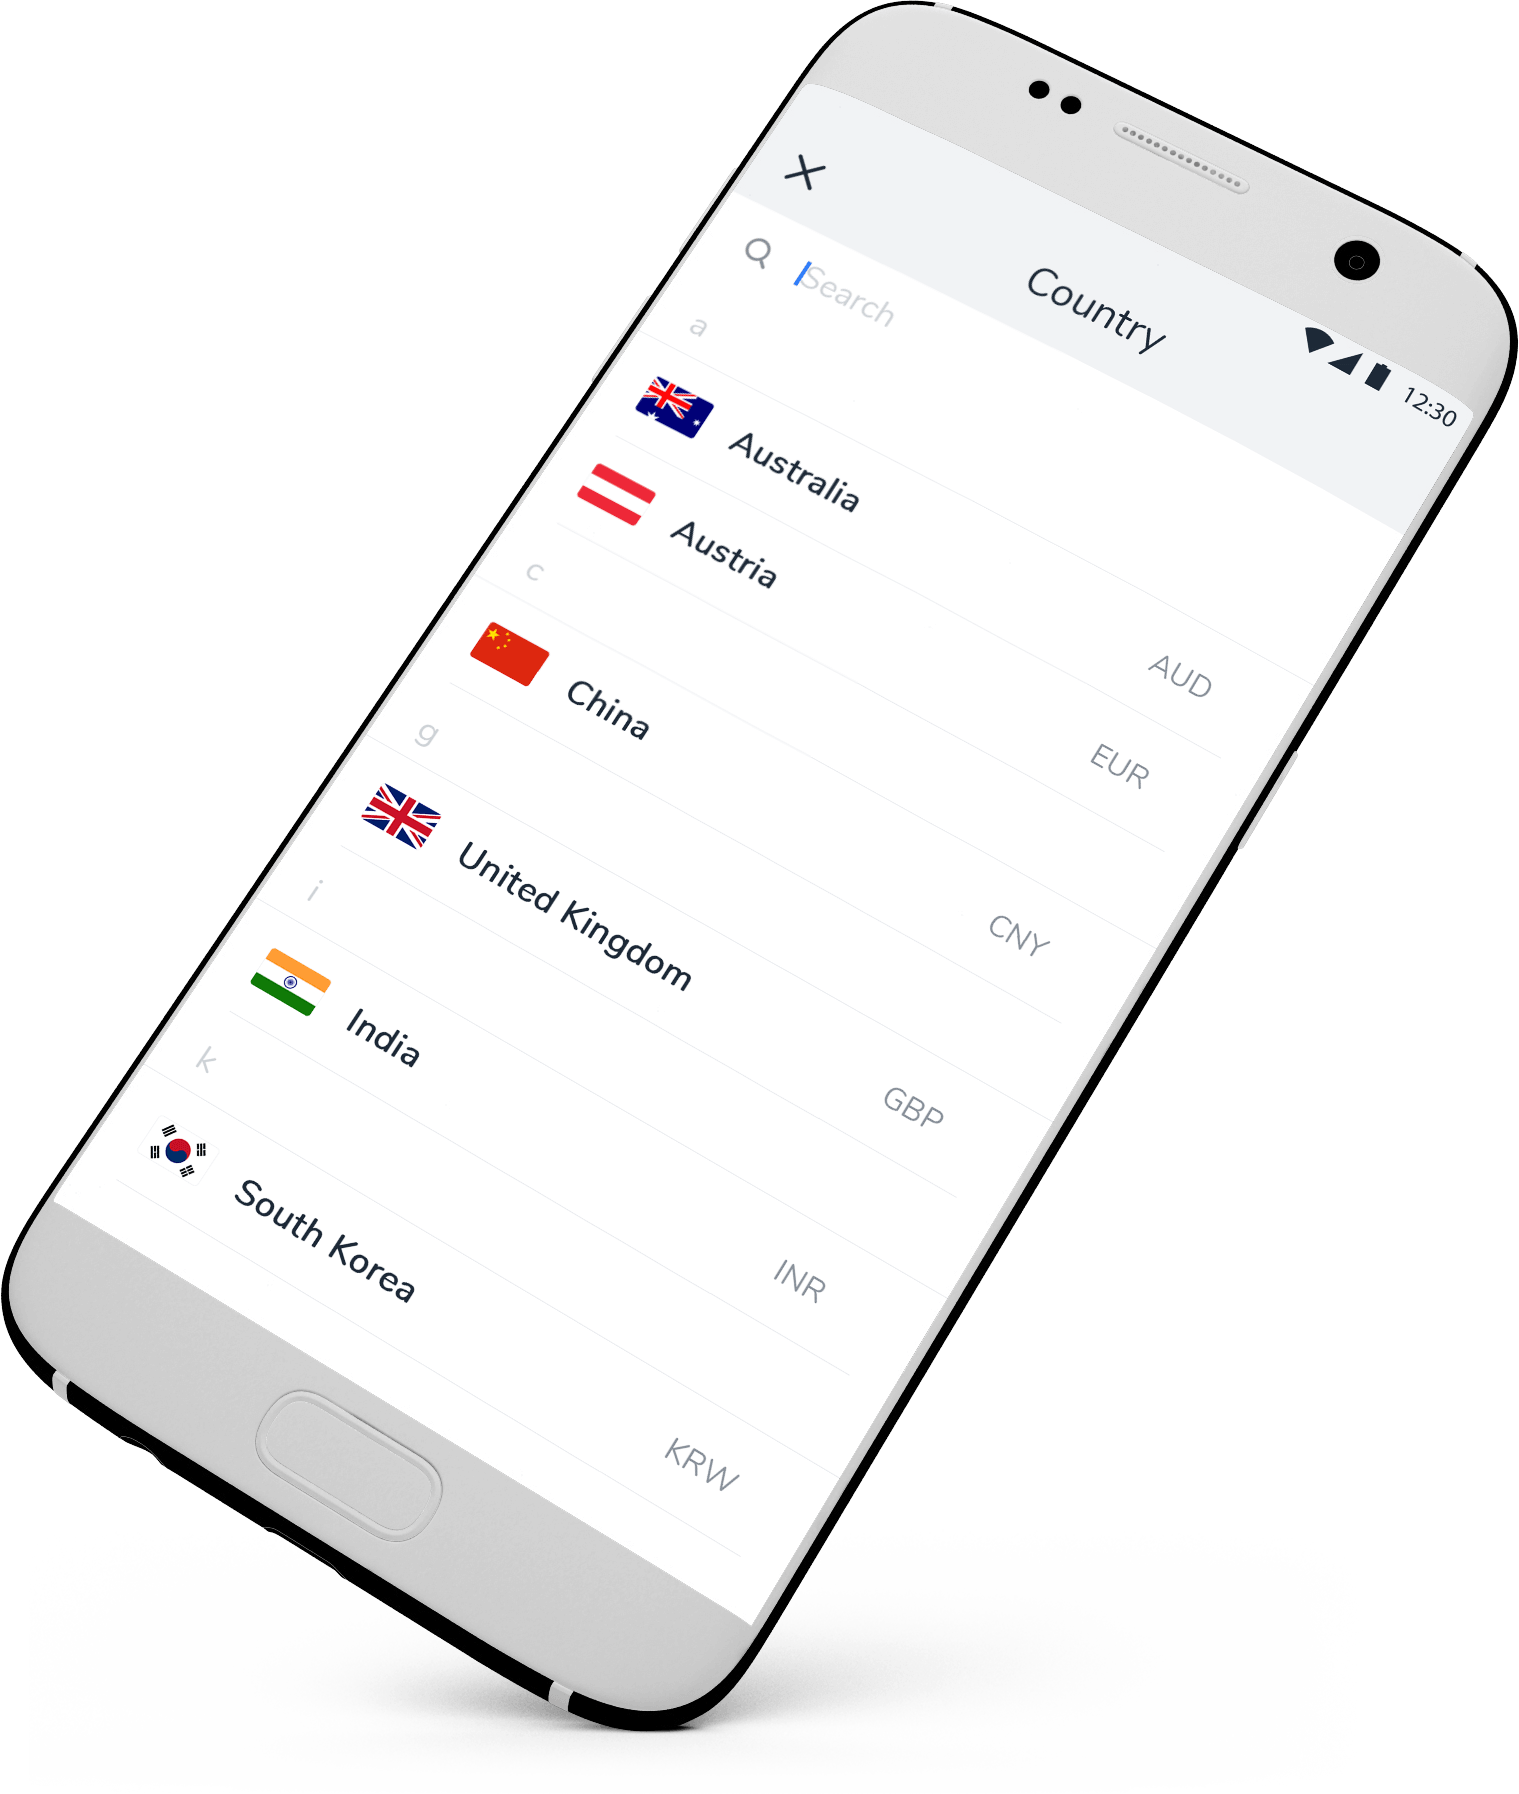 12:30
Country
Search
a
Australia AUD
Austria EUR
c
China CNY
g
United Kingdom GBP
i
India INR
k
South Korea KRW